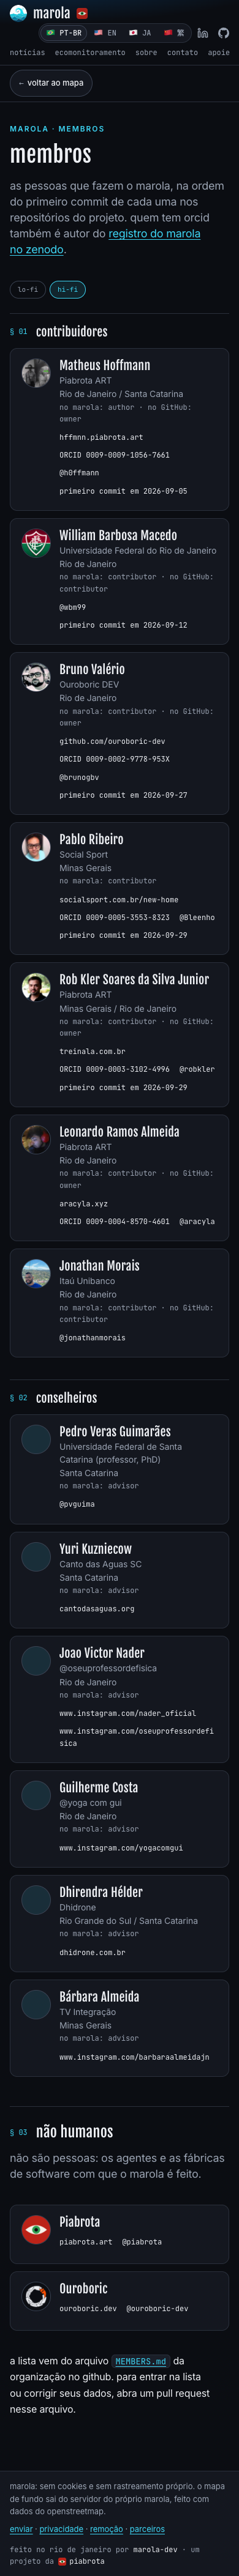 marola
PT-BR EN JA 繁
notícias ecomonitoramento sobre contato apoie
← voltar ao mapa
MAROLA · MEMBROS
membros
as pessoas que fazem o marola, na ordem
do primeiro commit de cada uma nos
repositórios do projeto. quem tem orcid
também é autor do registro do marola
no zenodo.
lo-fi hi-fi
§ 01 contribuidores
Matheus Hoffmann
Piabrota ART
Rio de Janeiro / Santa Catarina
no marola: author · no GitHub:
owner
hffmnn.piabrota.art
ORCID 0009-0009-1056-7661
@h0ffmann
primeiro commit em 2026-09-05
William Barbosa Macedo
Universidade Federal do Rio de Janeiro
Rio de Janeiro
no marola: contributor · no GitHub:
contributor
@wbm99
primeiro commit em 2026-09-12
Bruno Valério
Ouroboric DEV
Rio de Janeiro
no marola: contributor · no GitHub:
owner
github.com/ouroboric-dev
ORCID 0009-0002-9778-953X
@brunogbv
primeiro commit em 2026-09-27
Pablo Ribeiro
Social Sport
Minas Gerais
no marola: contributor
socialsport.com.br/new-home
ORCID 0009-0005-3553-8323 @Bleenho
primeiro commit em 2026-09-29
Rob Kler Soares da Silva Junior
Piabrota ART
Minas Gerais / Rio de Janeiro
no marola: contributor · no GitHub:
owner
treinala.com.br
ORCID 0009-0003-3102-4996 @robkler
primeiro commit em 2026-09-29
Leonardo Ramos Almeida
Piabrota ART
Rio de Janeiro
no marola: contributor · no GitHub:
owner
aracyla.xyz
ORCID 0009-0004-8570-4601 @aracyla
Jonathan Morais
Itaú Unibanco
Rio de Janeiro
no marola: contributor · no GitHub:
contributor
@jonathanmorais
§ 02 conselheiros
Pedro Veras Guimarães
Universidade Federal de Santa
Catarina (professor, PhD)
Santa Catarina
no marola: advisor
@pvguima
Yuri Kuzniecow
Canto das Aguas SC
Santa Catarina
no marola: advisor
cantodasaguas.org
Joao Victor Nader
@oseuprofessordefisica
Rio de Janeiro
no marola: advisor
www.instagram.com/nader_oficial
www.instagram.com/oseuprofessordefi
sica
Guilherme Costa
@yoga com gui
Rio de Janeiro
no marola: advisor
www.instagram.com/yogacomgui
Dhirendra Hélder
Dhidrone
Rio Grande do Sul / Santa Catarina
no marola: advisor
dhidrone.com.br
Bárbara Almeida
TV Integração
Minas Gerais
no marola: advisor
www.instagram.com/barbaraalmeidajn
§ 03 não humanos
não são pessoas: os agentes e as fábricas
de software com que o marola é feito.
Piabrota
piabrota.art @piabrota
Ouroboric
ouroboric.dev @ouroboric-dev
a lista vem do arquivo MEMBERS.md da
organização no github. para entrar na lista
ou corrigir seus dados, abra um pull request
nesse arquivo.
marola: sem cookies e sem rastreamento próprio. o mapa
de fundo sai do servidor do próprio marola, feito com
dados do openstreetmap.
enviar · privacidade · remoção · parceiros
feito no rio de janeiro por marola-dev · um
projeto da piabrota